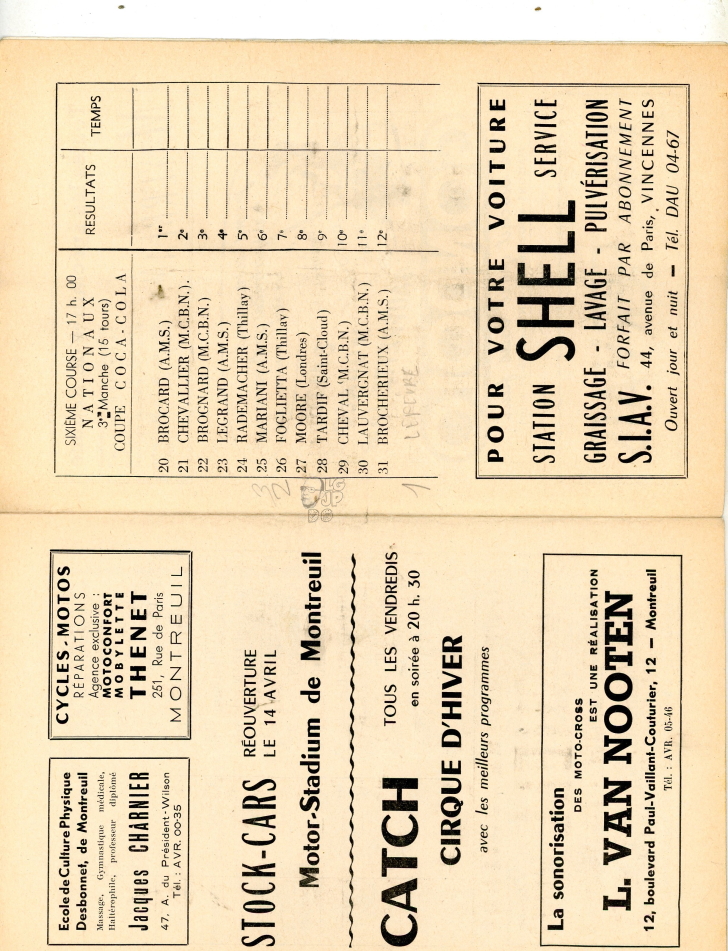 Ecole de Culture Physique
Desbonnet, de Montreuil
Massage, Gymnastique médicale,
Haltérophile, professeur diplômé
Jacques CHARNIER
47, A. du Président-Wilson
Tél. : AVR. 00-35
CYCLES - MOTOS
RÉPARATIONS
Agence exclusive :
MOTOCONFORT
MOBYLETTE
THENET
251, Rue de Paris
MONTREUIL
STOCK-CARS RÉOUVERTURE
LE 14 AVRIL
Motor-Stadium de Montreuil
CATCH TOUS LES VENDREDIS
en soirée à 20 h. 30
CIRQUE D'HIVER
avec les meilleurs programmes
La sonorisation
DES MOTO-CROSS
EST UNE RÉALISATION
L. VAN NOOTEN
12, boulevard Paul-Vaillant-Couturier, 12 — Montreuil
Tél. : AVR. 05-46
SIXIÈME COURSE — 17 h. 00
NATIONAUX
3me Manche (15 tours)
COUPE COCA-COLA
RESULTATS
TEMPS
20 BROCARD (A.M.S.) 1er
21 CHEVALLIER (M.C.B.N.). 2e
22 BROGNARD (M.C.B.N.) 3e
23 LEGRAND (A.M.S.) 4e
24 RADEMACHER (Thillay) 5e
25 MARIANI (A.M.S.) 6e
26 FOGLIETTA (Thillay) 7e
27 MOORE (Londres) 8e
28 TARDIF (Saint-Cloud) 9e
29 CHEVAL 'M.C.B.N.) 10e
30 LAUVERGNAT (M.C.B.N.) 11e
31 BROCHERIEUX (A.M.S.) 12e
32
1 LEFEVRE
POUR VOTRE VOITURE
STATION SHELL SERVICE
GRAISSAGE - LAVAGE - PULVÉRISATION
S.I.A.V. FORFAIT PAR ABONNEMENT
44, avenue de Paris, VINCENNES
Ouvert jour et nuit — Tél. DAU 04-67